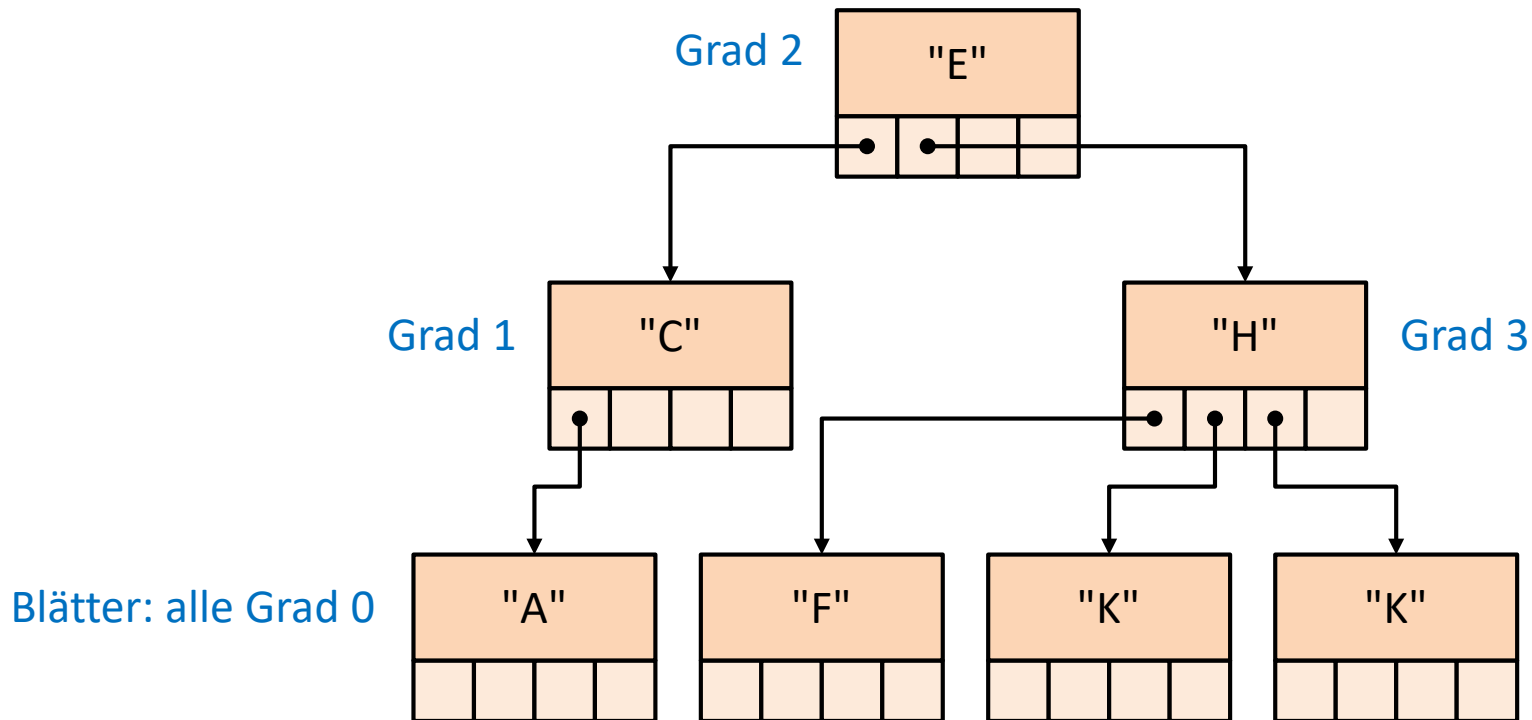 Grad 2
"E"
Grad 1
"C"
"H"
Grad 3
Blätter: alle Grad 0
"A"
"F"
"K"
"K"